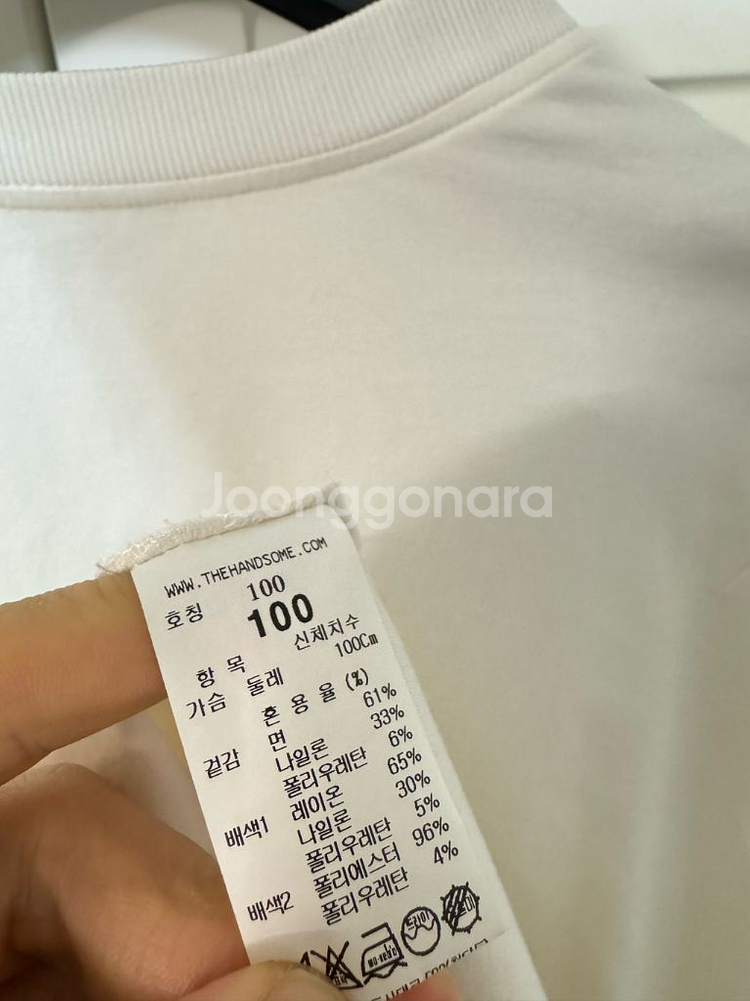 Joonggonara
WWW.THEHANDSOME.COM
호칭 100
100
항 목 신체치수
가슴 둘레 100Cm
혼 용 율 (%)
겉감 면 61%
나일론 33%
폴리우레탄 6%
배색1 레이온 65%
나일론 30%
폴리우레탄 5%
배색2 폴리에스터 96%
폴리우레탄 4%
드라이